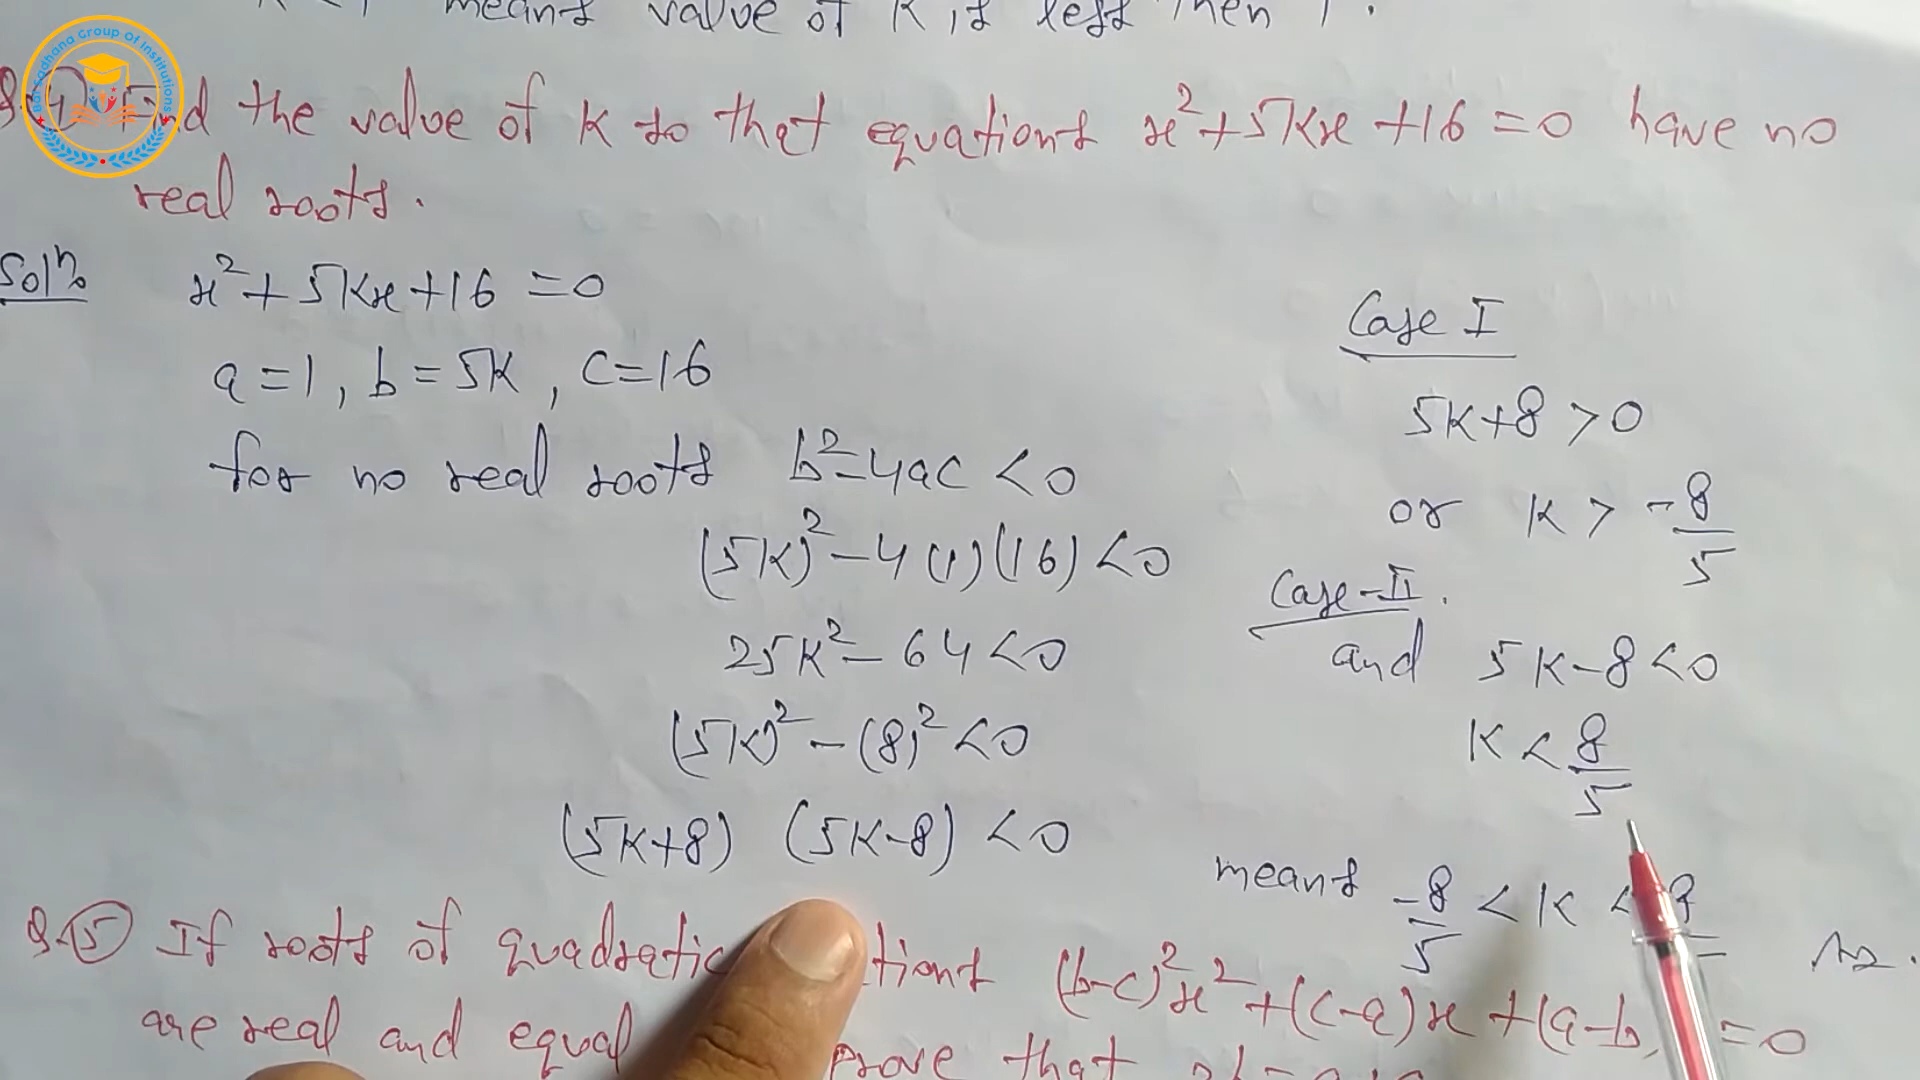 means value of K is less then 1.
Q.4) Find the value of K so that equations x²+5Kx+16=0 have no
real roots.
Solⁿ: x²+5Kx+16=0
a=1, b=5K, c=16
for no real roots b²-4ac<0
(5K)²-4(1)(16)<0
25K²-64<0
(5K)²-(8)²<0
(5K+8) (5K-8)<0
Case I
5K+8>0
or K>-8/5
Case-II.
and 5K-8<0
K<8/5
means -8/5<K<
Q.5) If roots of quadratic (b-c)²x²+(c-a)x+(a-b =0
are real and equal prove that
Group Of Institutions